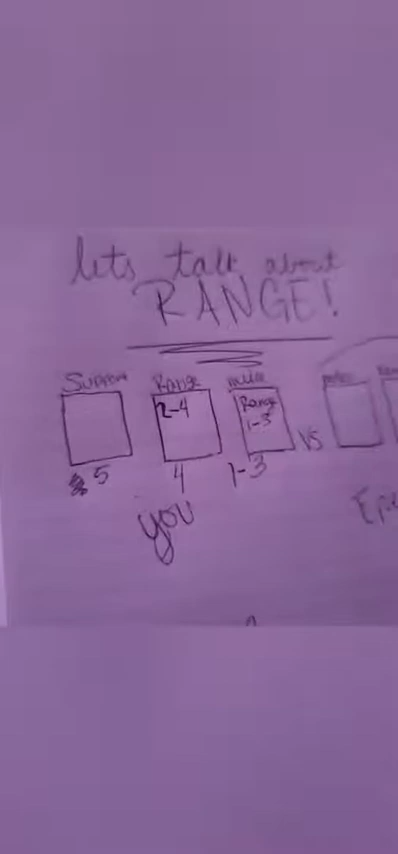 lets talk about
RANGE!
Support Range melee
2-4 Range
1-3
VS
5 4 1-3
you